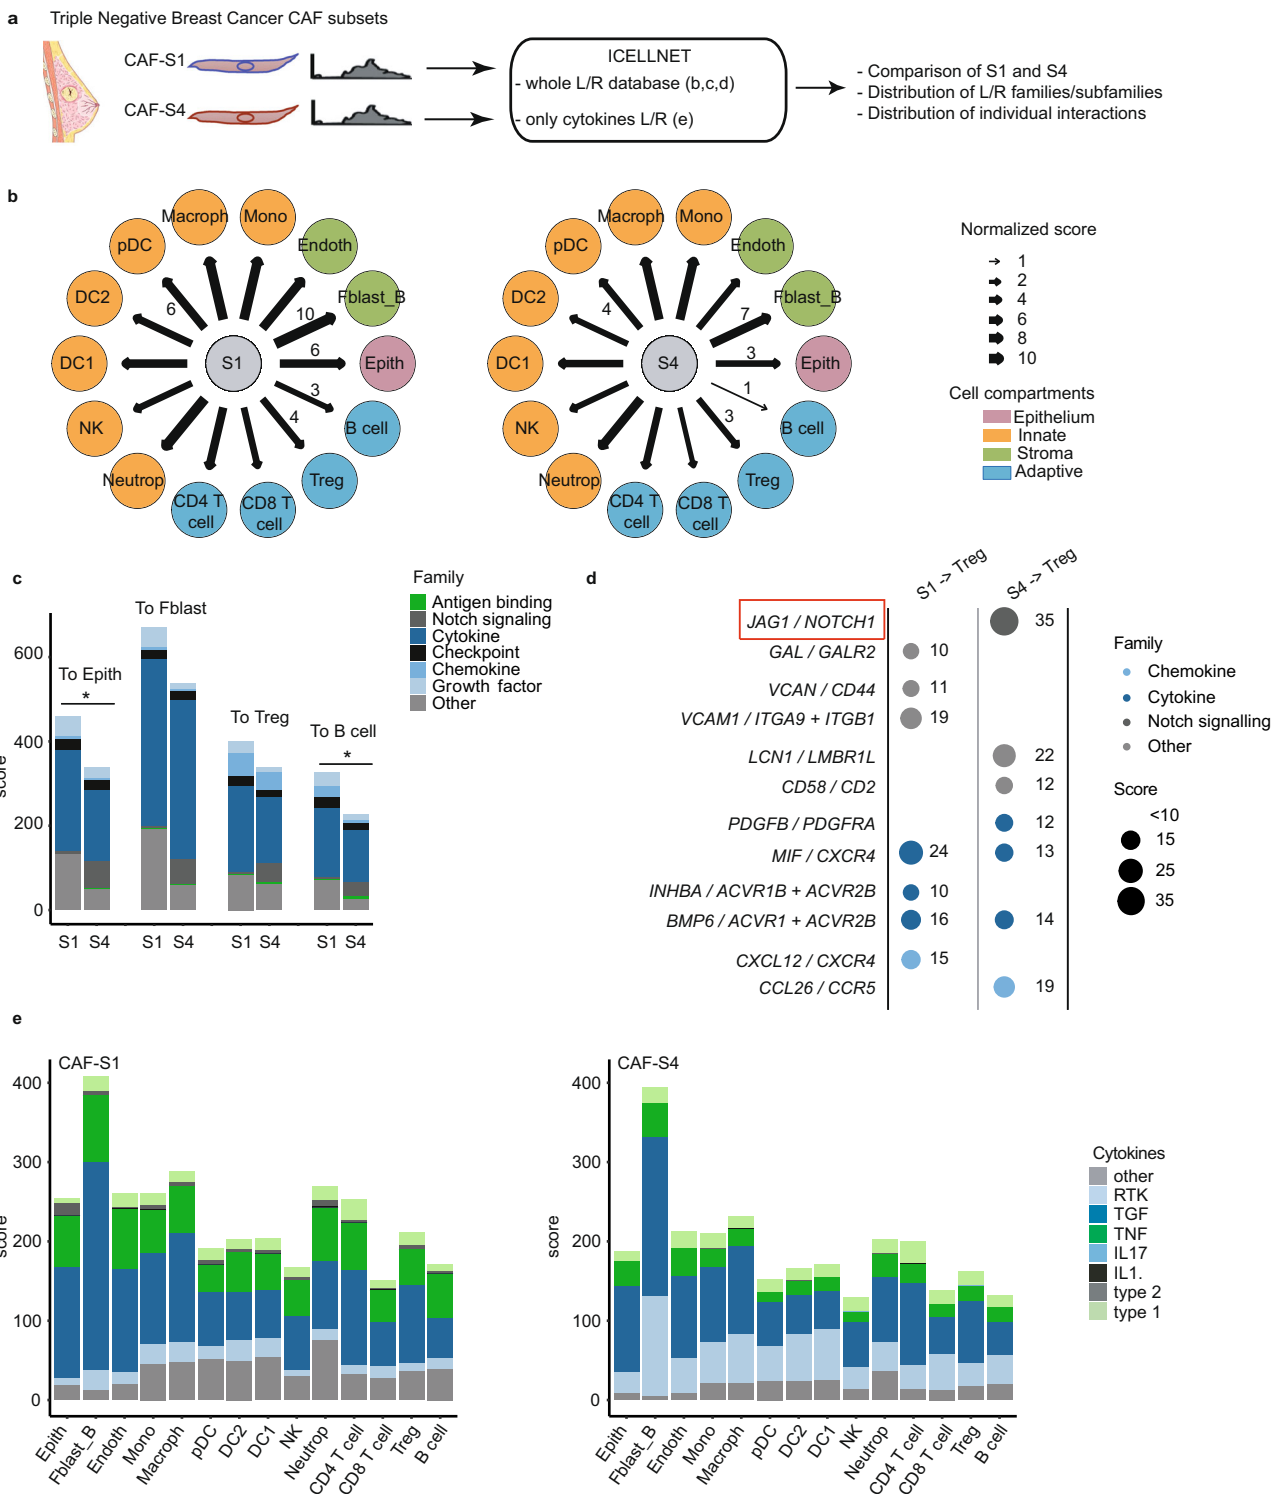 a
Triple Negative Breast Cancer CAF subsets
CAF-S1
CAF-S4
ICELLNET
- whole L/R database (b,c,d)
- only cytokines L/R (e)
- Comparison of S1 and S4
- Distribution of L/R families/subfamilies
- Distribution of individual interactions
b
Macroph
Mono
pDC
Endoth
DC2
Fblast_B
DC1
S1
Epith
NK
B cell
Neutrop
Treg
CD4 T
cell
CD8 T
cell
6
10
6
3
4
Macroph
Mono
pDC
Endoth
DC2
Fblast_B
DC1
S4
Epith
NK
B cell
Neutrop
Treg
CD4 T
cell
CD8 T
cell
4
7
3
1
3
Normalized score
1
2
4
6
8
10
Cell compartments
Epithelium
Innate
Stroma
Adaptive
c
score
600
400
200
0
To Epith
*
To Fblast
To Treg
To B cell
*
S1 S4 S1 S4 S1 S4 S1 S4
Family
Antigen binding
Notch signaling
Cytokine
Checkpoint
Chemokine
Growth factor
Other
d
S1 -> Treg
S4 -> Treg
JAG1 / NOTCH1 35
GAL / GALR2 10
VCAN / CD44 11
VCAM1 / ITGA9 + ITGB1 19
LCN1 / LMBR1L 22
CD58 / CD2 12
PDGFB / PDGFRA 12
MIF / CXCR4 24 13
INHBA / ACVR1B + ACVR2B 10
BMP6 / ACVR1 + ACVR2B 16 14
CXCL12 / CXCR4 15
CCL26 / CCR5 19
Family
Chemokine
Cytokine
Notch signalling
Other
Score
<10
15
25
35
e
CAF-S1
score
400
300
200
100
0
Epith
Fblast_B
Endoth
Mono
Macroph
pDC
DC2
DC1
NK
Neutrop
CD4 T cell
CD8 T cell
Treg
B cell
CAF-S4
score
400
300
200
100
0
Epith
Fblast_B
Endoth
Mono
Macroph
pDC
DC2
DC1
NK
Neutrop
CD4 T cell
CD8 T cell
Treg
B cell
Cytokines
other
RTK
TGF
TNF
IL17
IL1.
type 2
type 1